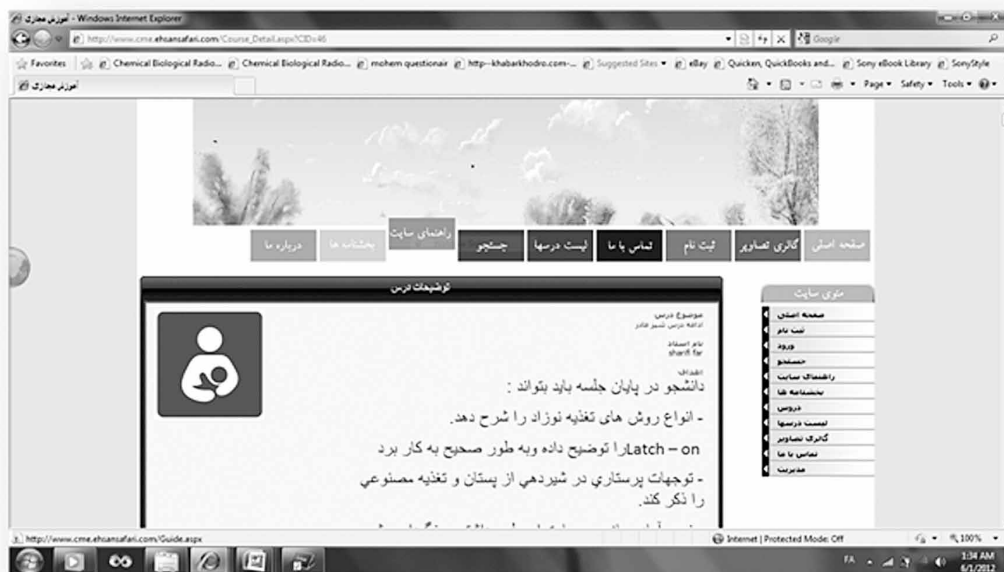 آموزش مجازی - Windows Internet Explorer
http://www.cme.ehsansafari.com/Course_Detail.aspx?CID=46
Google
Favorites Chemical Biological Radio... Chemical Biological Radio... mohem questionair http--khabarkhodro.com-... Suggested Sites eBay Quicken, QuickBooks and... Sony eBook Library SonyStyle
آموزش مجازی
Page Safety Tools
صفحه اصلی گالری تصاویر ثبت نام تماس با ما لیست درسها جستجو راهنمای سایت بخشنامه ها درباره ما
توضیحات درس
موضوع درس
ادامه درس شیر مادر
نام استاد
sharifi far
اهداف
دانشجو در پایان جلسه باید بتواند :
- انواع روش های تغذیه نوزاد را شرح دهد.
Latch – onرا توضیح داده وبه طور صحیح به کار برد
- توجهات پرستاري در شیردهي از پستان و تغذیه مصنوعي
را ذکر کند.
منوی سایت
صفحه اصلی
ثبت نام
ورود
جستجو
راهنمای سایت
بخشنامه ها
دروس
لیست درسها
گالری تصاویر
تماس با ما
مدیریت
http://www.cme.ehsansafari.com/Guide.aspx
Internet | Protected Mode: Off
100%
FA
1:34 AM
6/1/2012